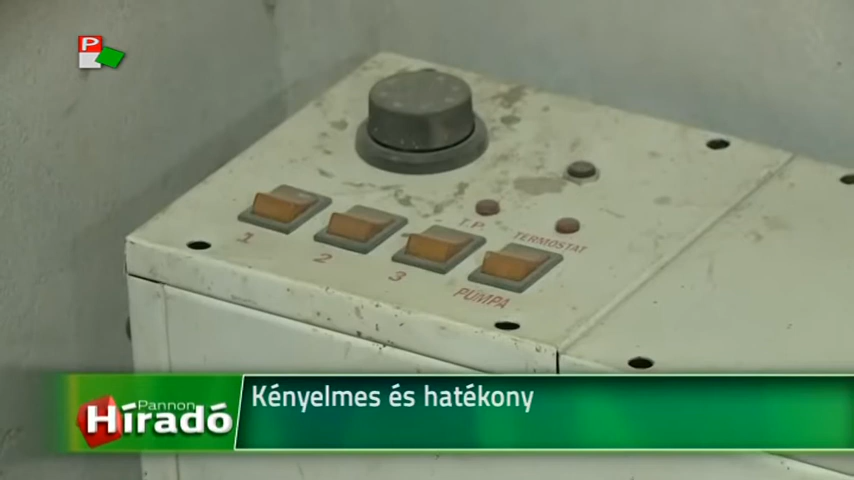 P
1
2
3
T.P.
TERMOSTAT
PUMPA
Pannon
Híradó
Kényelmes és hatékony